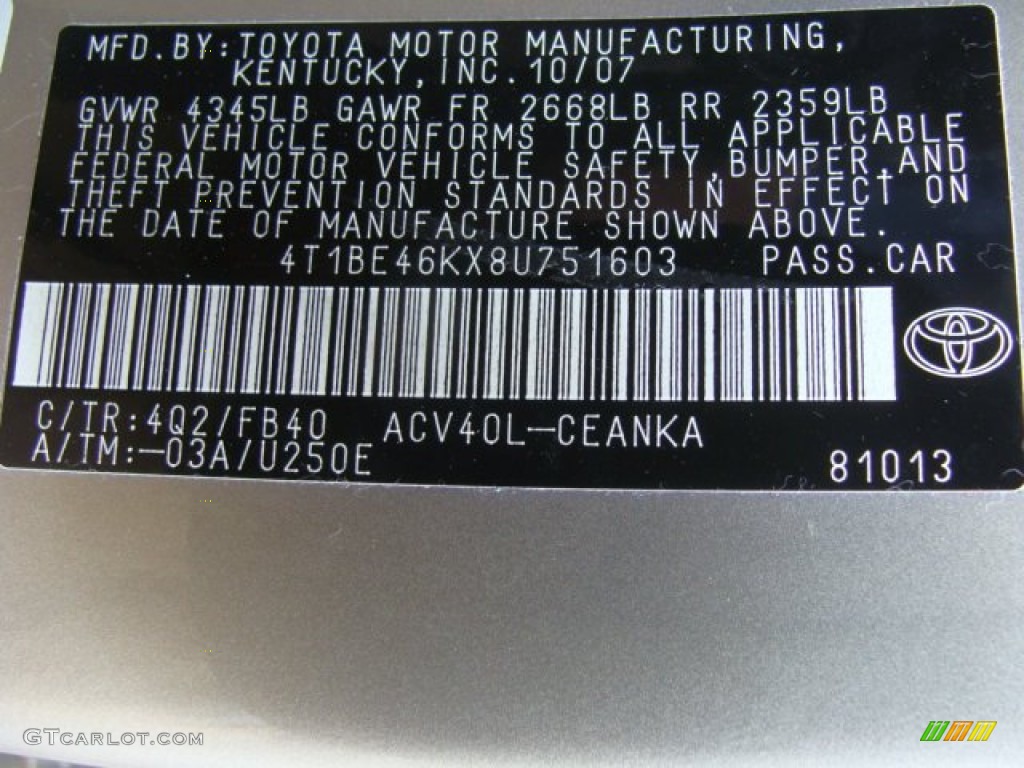 MFD. BY: TOYOTA MOTOR MANUFACTURING,
KENTUCKY, INC. 10/07
GVWR 4345LB GAWR FR 2668LB RR 2359LB
THIS VEHICLE CONFORMS TO ALL APPLICABLE
FEDERAL MOTOR VEHICLE SAFETY, BUMPER, AND
THEFT PREVENTION STANDARDS IN EFFECT ON
THE DATE OF MANUFACTURE SHOWN ABOVE.
4T1BE46KX8U751603 PASS. CAR
C/TR: 4Q2/FB40 ACV40L-CEANKA
A/TM: -03A/U250E 81013
GTCARLOT.COM